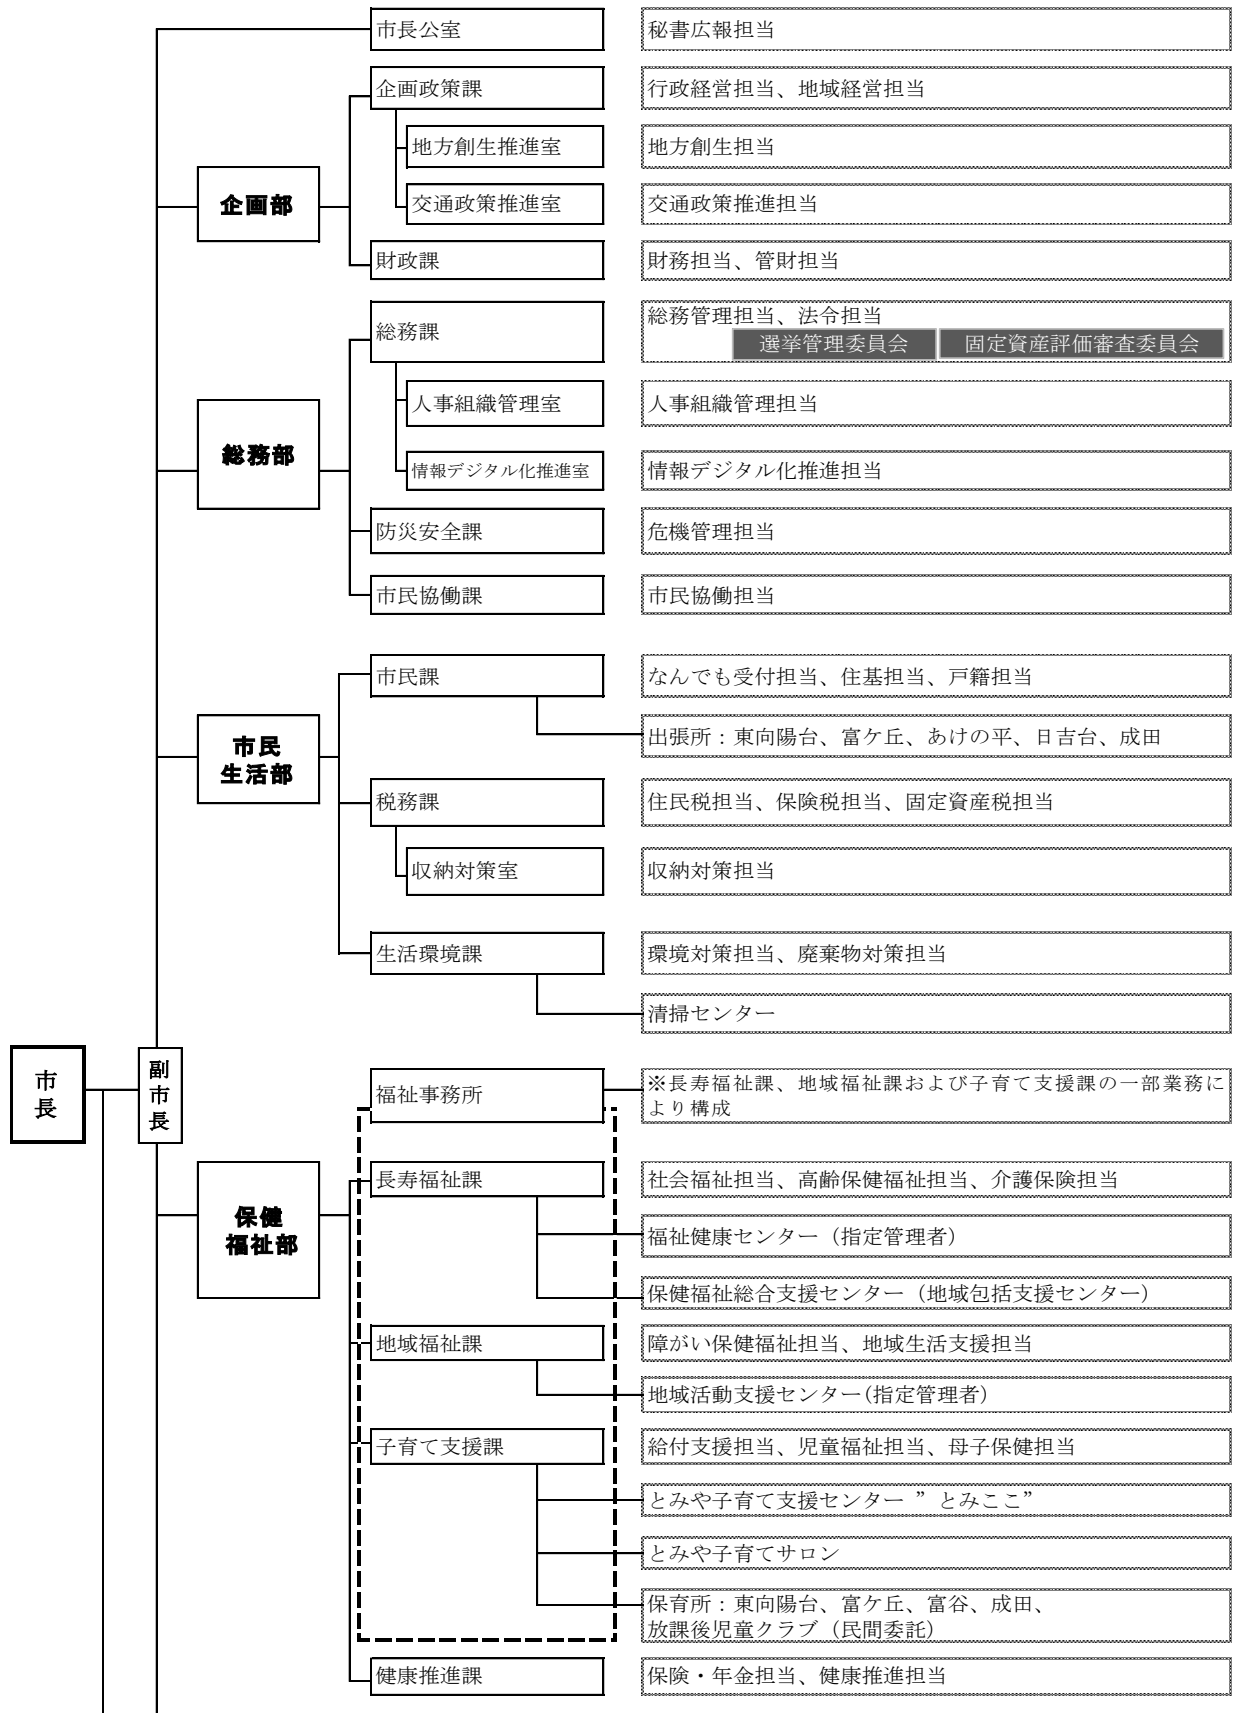 市長公室
秘書広報担当
企画政策課
行政経営担当、地域経営担当
地方創生推進室
地方創生担当
企画部
交通政策推進室
交通政策推進担当
財政課
財務担当、管財担当
総務課
総務管理担当、法令担当
選挙管理委員会
固定資産評価審査委員会
人事組織管理室
人事組織管理担当
総務部
情報デジタル化推進室
情報デジタル化推進担当
防災安全課
危機管理担当
市民協働課
市民協働担当
市民課
なんでも受付担当、住基担当、戸籍担当
出張所：東向陽台、富ケ丘、あけの平、日吉台、成田
市民
生活部
税務課
住民税担当、保険税担当、固定資産税担当
収納対策室
収納対策担当
生活環境課
環境対策担当、廃棄物対策担当
清掃センター
市
長
副
市
長
福祉事務所
※長寿福祉課、地域福祉課および子育て支援課の一部業務に
より構成
保健
福祉部
長寿福祉課
社会福祉担当、高齢保健福祉担当、介護保険担当
福祉健康センター（指定管理者）
保健福祉総合支援センター（地域包括支援センター）
地域福祉課
障がい保健福祉担当、地域生活支援担当
地域活動支援センター(指定管理者）
子育て支援課
給付支援担当、児童福祉担当、母子保健担当
とみや子育て支援センター ”とみここ”
とみや子育てサロン
保育所：東向陽台、富ケ丘、富谷、成田、
放課後児童クラブ（民間委託）
健康推進課
保険・年金担当、健康推進担当